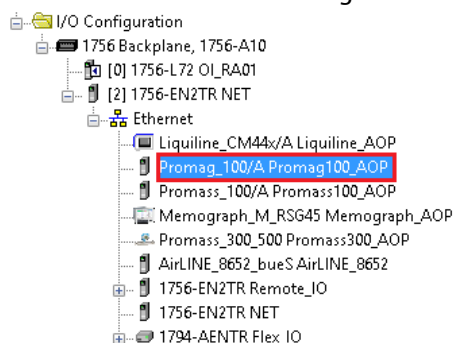 I/O Configuration
1756 Backplane, 1756-A10
[0] 1756-L72 OI_RA01
[2] 1756-EN2TR NET
Ethernet
Liquiline_CM44x/A Liquiline_AOP
Promag_100/A Promag100_AOP
Promass_100/A Promass100_AOP
Memograph_M_RSG45 Memograph_AOP
Promass_300_500 Promass300_AOP
AirLINE_8652_bueS AirLINE_8652
1756-EN2TR Remote_IO
1756-EN2TR NET
1794-AENTR Flex_IO